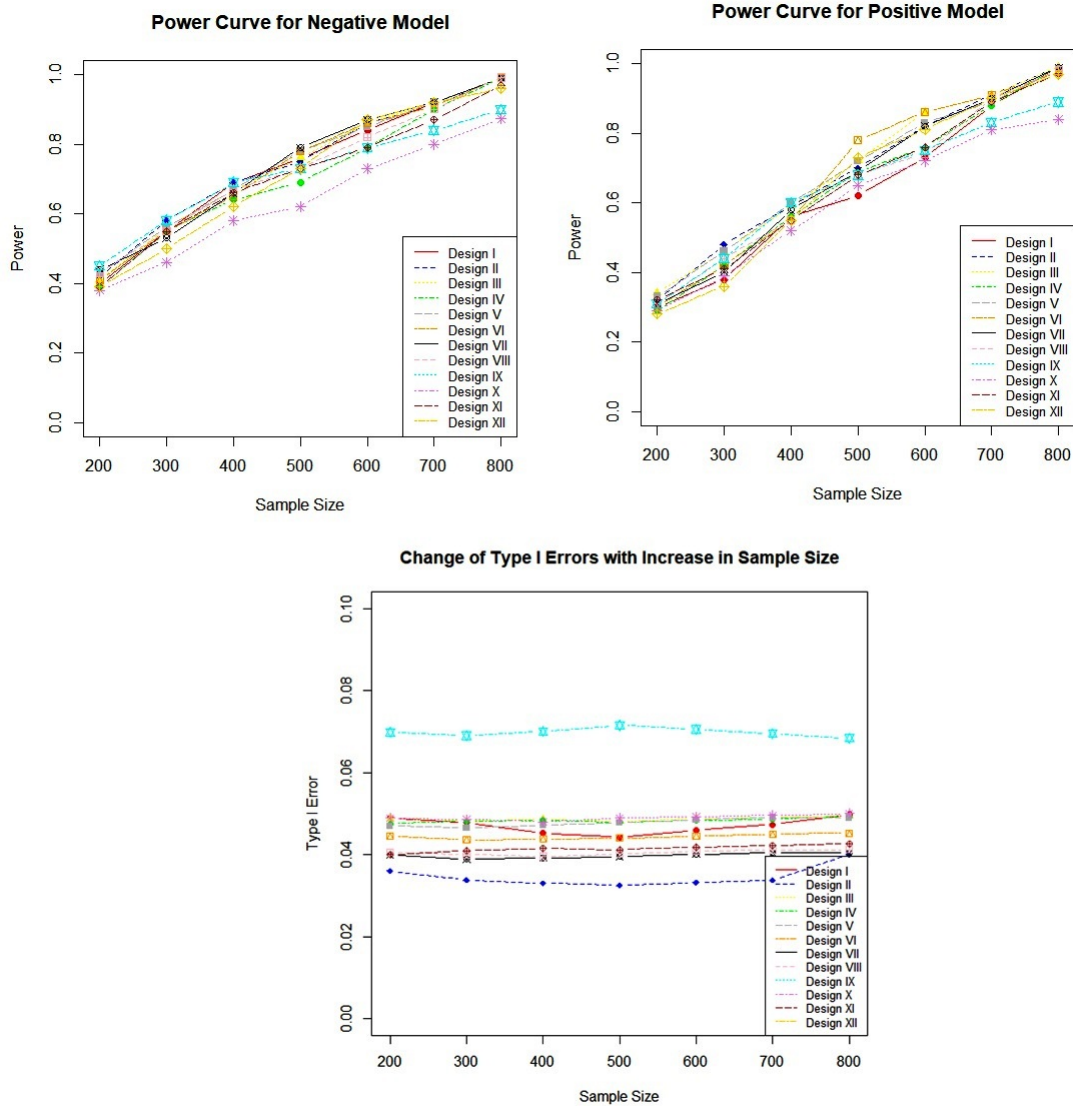 Power Curve for Negative Model
Power
1.0
0.8
0.6
0.4
0.2
0.0
200 300 400 500 600 700 800
Sample Size
Design I
Design II
Design III
Design IV
Design V
Design VI
Design VII
Design VIII
Design IX
Design X
Design XI
Design XII
Power Curve for Positive Model
Power
1.0
0.8
0.6
0.4
0.2
0.0
200 300 400 500 600 700 800
Sample Size
Design I
Design II
Design III
Design IV
Design V
Design VI
Design VII
Design VIII
Design IX
Design X
Design XI
Design XII
Change of Type I Errors with Increase in Sample Size
Type I Error
0.10
0.08
0.06
0.04
0.02
0.00
200 300 400 500 600 700 800
Sample Size
Design I
Design II
Design III
Design IV
Design V
Design VI
Design VII
Design VIII
Design IX
Design X
Design XI
Design XII